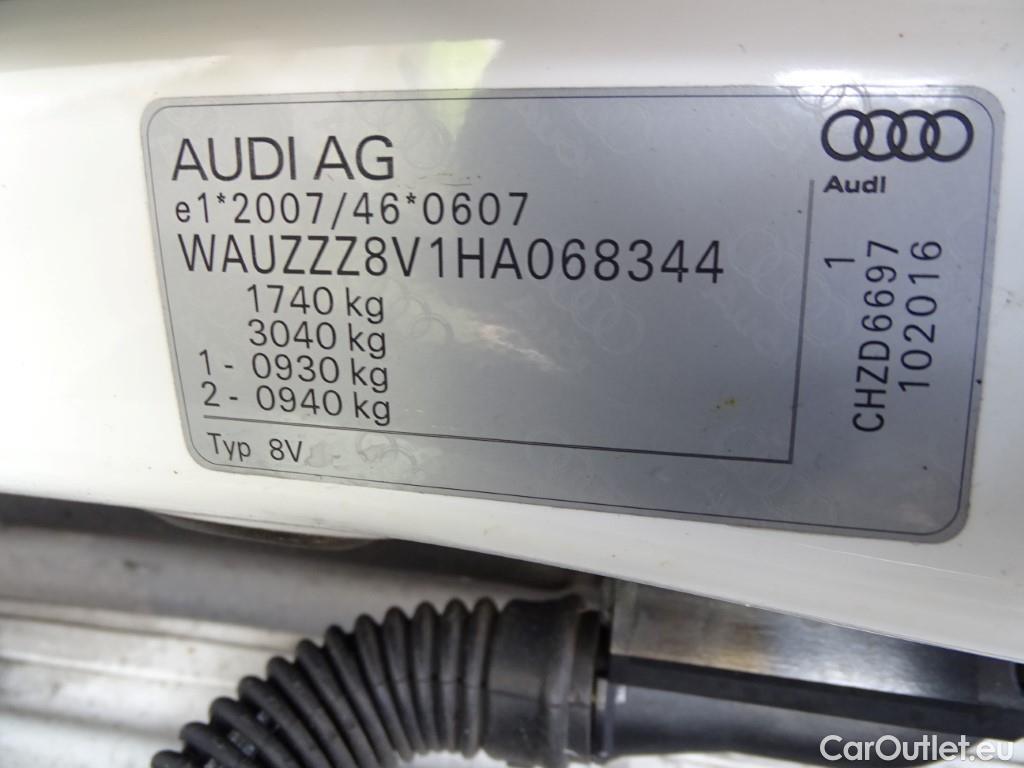 AUDI AG
e1*2007/46*0607
WAUZZZ8V1HA068344
1740 kg
3040 kg
1 - 0930 kg
2 - 0940 kg
Typ 8V
Audi
1
CHZD6697
102016
CarOutlet.eu